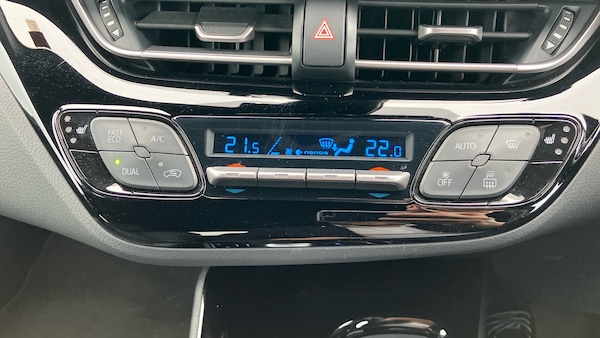 FAST
ECO
A/C
DUAL
21.5
22.0
AUTO
OFF